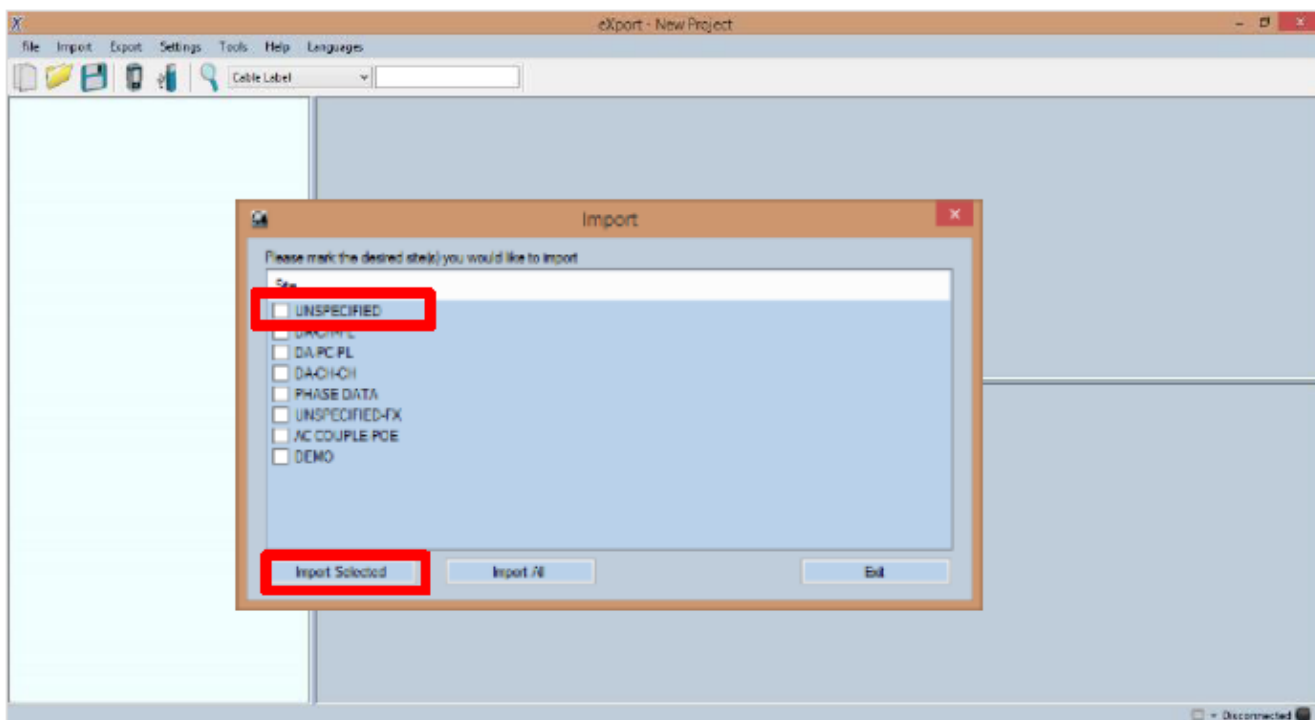 X eXport - New Project
File Import Export Settings Tools Help Languages
Cable Label
Import
Please mark the desired site(s) you would like to import
Site
UNSPECIFIED
DA-PC-PL
DA-CH-CH
PHASE DATA
UNSPECIFIED-FX
AC COUPLE POE
DEMO
Import Selected Import All Exit
Disconnected